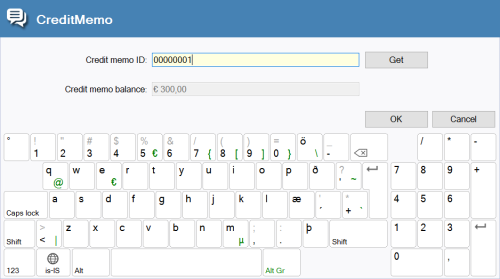 CreditMemo
Credit memo ID: 00000001 Get
Credit memo balance: € 300,00
OK Cancel
° ! " # $ % & / ( ) = ö _ / * -
1 2 3 4 5 € 6 7 { 8 [ 9 ] 0 } \ -
q @ w e € r t y u i o p ð ? ' ~ 7 8 9 +
Caps lock a s d f g h j k l æ ' ´ * + ` 4 5 6
Shift > < | z x c v b n m µ ; , : . þ Shift 1 2 3
123 is-IS Alt Alt Gr 0 ,